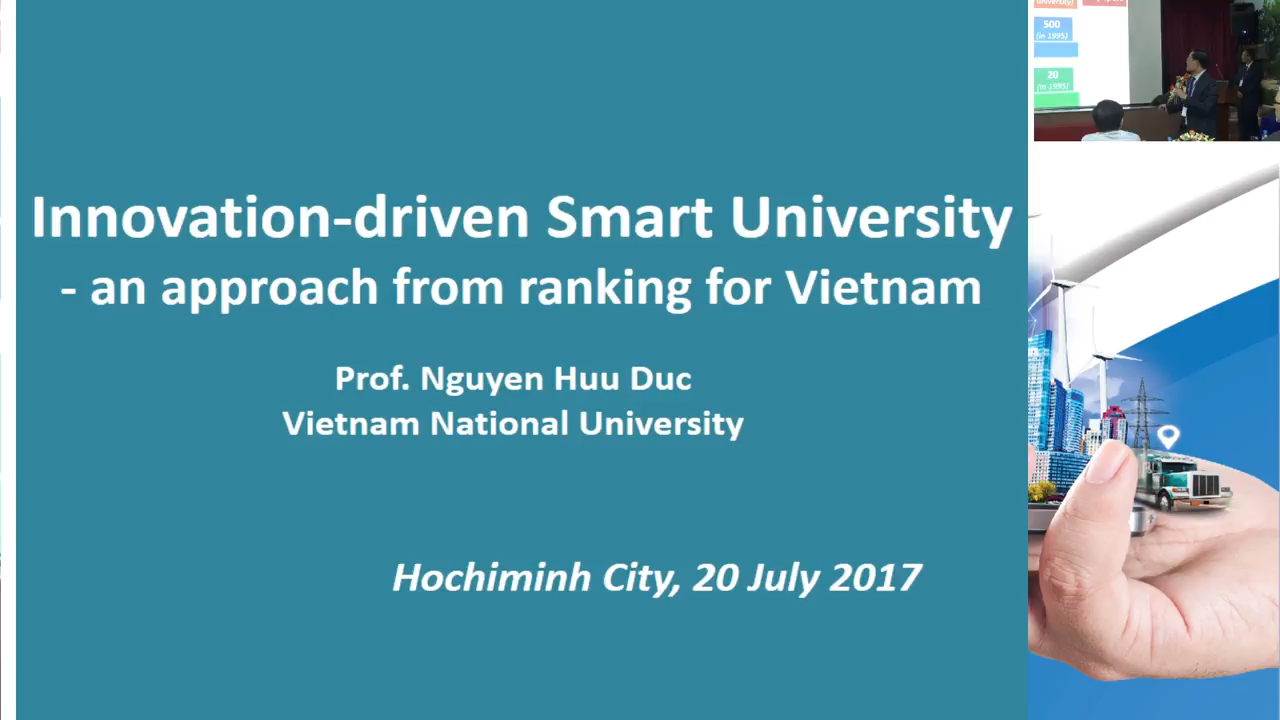 Innovation-driven Smart University
- an approach from ranking for Vietnam
Prof. Nguyen Huu Duc
Vietnam National University
Hochiminh City, 20 July 2017
university)
500
(in 1995)
20
(in 1995)